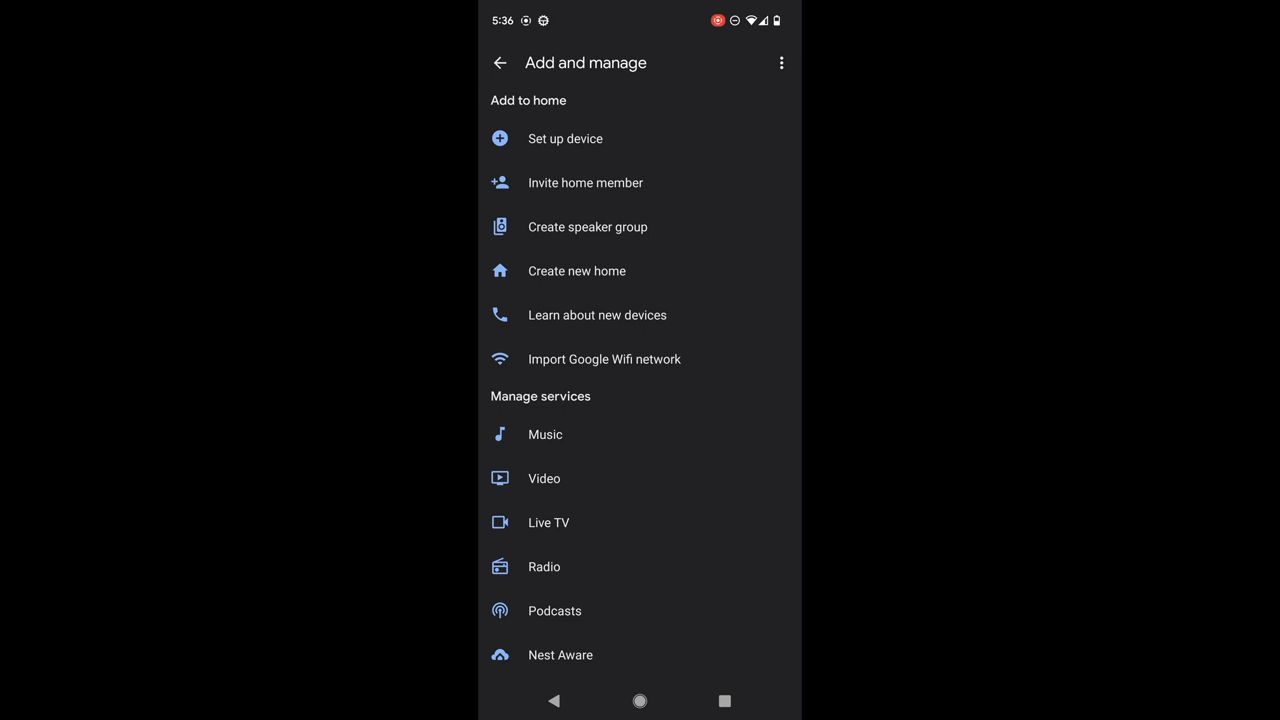 5:36
Add and manage
Add to home
Set up device
Invite home member
Create speaker group
Create new home
Learn about new devices
Import Google Wifi network
Manage services
Music
Video
Live TV
Radio
Podcasts
Nest Aware